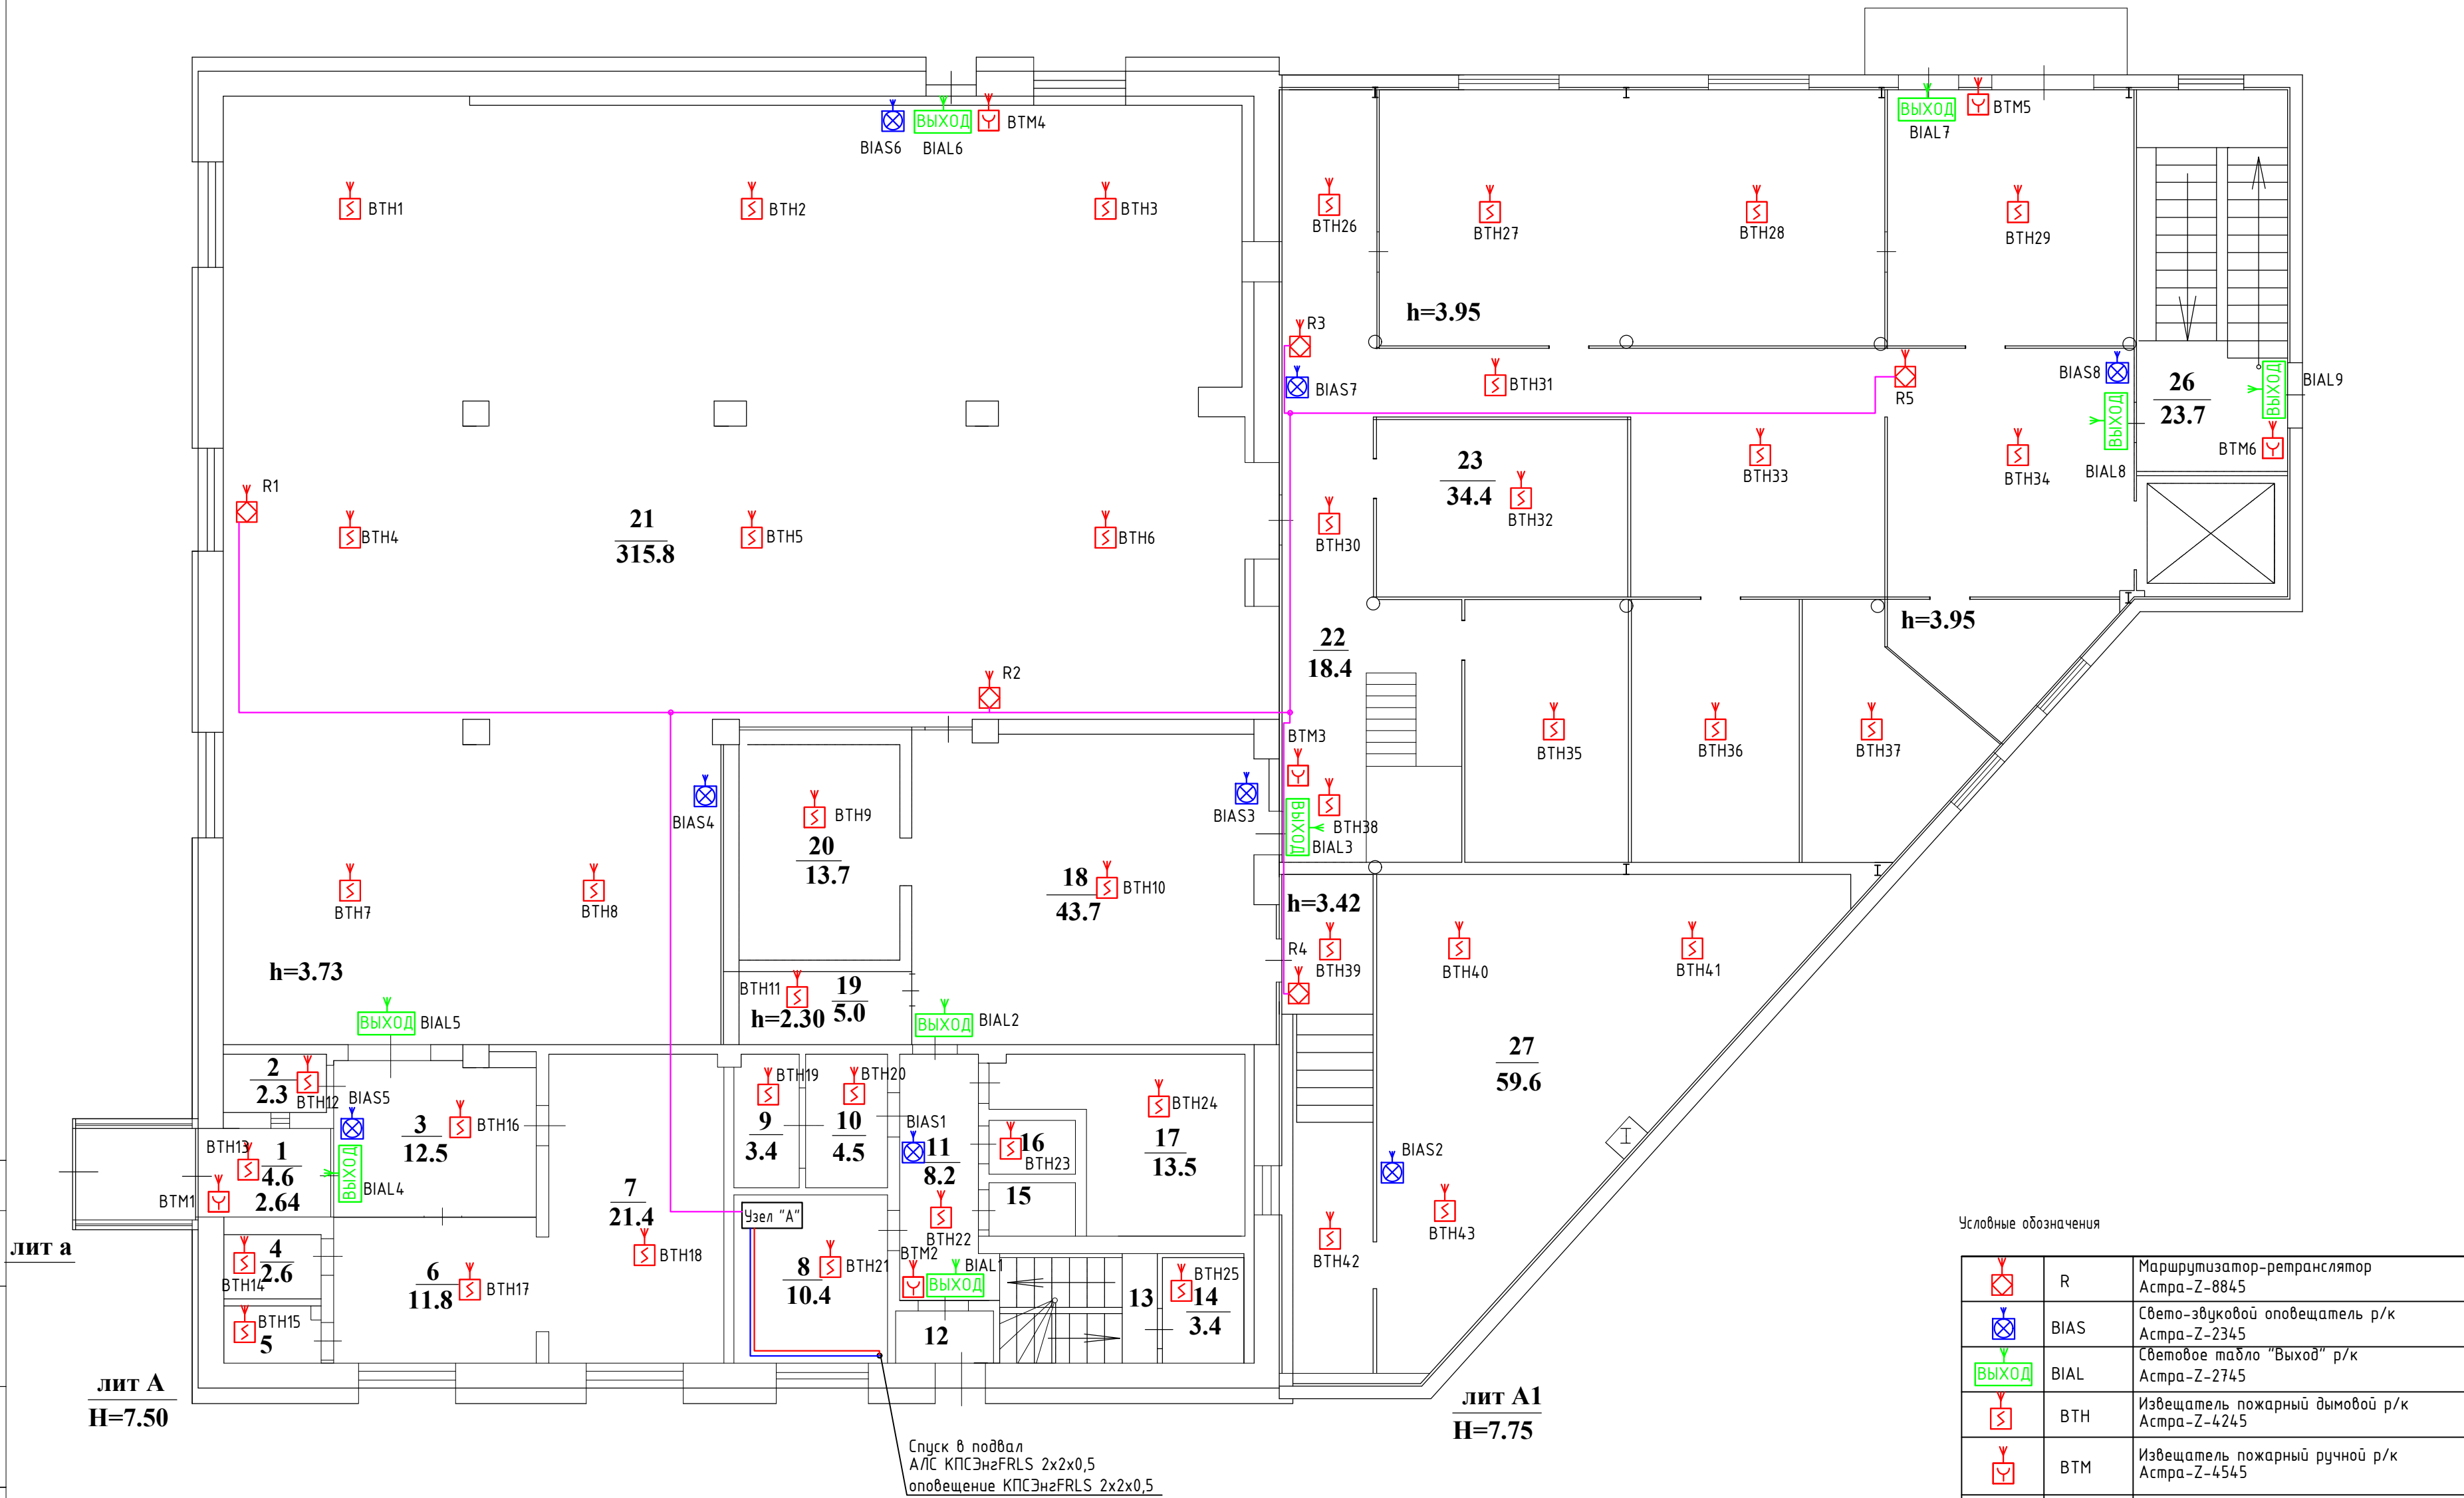 BIAS6
ВЫХОД
BIAL6
BTM4
ВЫХОД
BIAL7
BTM5
BTH1
BTH2
BTH3
BTH26
BTH27
BTH28
BTH29
h=3.95
R3
BIAS7
BTH31
R5
BIAS8
ВЫХОД
BIAL8
26
23.7
ВЫХОД
BIAL9
BTM6
R1
BTH4
21
315.8
BTH5
BTH6
BTH30
23
34.4
BTH32
BTH33
BTH34
h=3.95
22
18.4
R2
BTM3
BTH35
BTH36
BTH37
BIAS4
BTH9
20
13.7
BIAS3
ВЫХОД
BTH38
BIAL3
BTH7
BTH8
18
43.7
BTH10
h=3.42
R4
BTH39
BTH40
BTH41
h=3.73
BTH11
19
5.0
h=2.30
ВЫХОД
BIAL5
ВЫХОД
BIAL2
27
59.6
2
2.3
BTH12
BIAS5
3
12.5
BTH16
BTH19
9
3.4
BTH20
10
4.5
BIAS1
11
8.2
BTH24
16
BTH23
17
13.5
15
BTH13
1
4.6
2.64
BTM1
ВЫХОД
BIAL4
7
21.4
BTH18
Узел "А"
BTH22
BIAS2
BTH43
BTH42
лит а
4
2.6
BTH14
BTH15
5
6
11.8
BTH17
8
10.4
BTH21
BTM2
BIAL1
ВЫХОД
12
13
BTH25
14
3.4
лит А
Н=7.50
лит А1
Н=7.75
Спуск в подвал
АЛС КПСЭнгFRLS 2x2x0,5
оповещение КПСЭнгFRLS 2x2x0,5
Условные обозначения
R
Маршрутизатор-ретранслятор
Астра-Z-8845
BIAS
Свето-звуковой оповещатель р/к
Астра-Z-2345
ВЫХОД
BIAL
Световое табло "Выход" р/к
Астра-Z-2745
BTH
Извещатель пожарный дымовой р/к
Астра-Z-4245
BTM
Извещатель пожарный ручной р/к
Астра-Z-4545